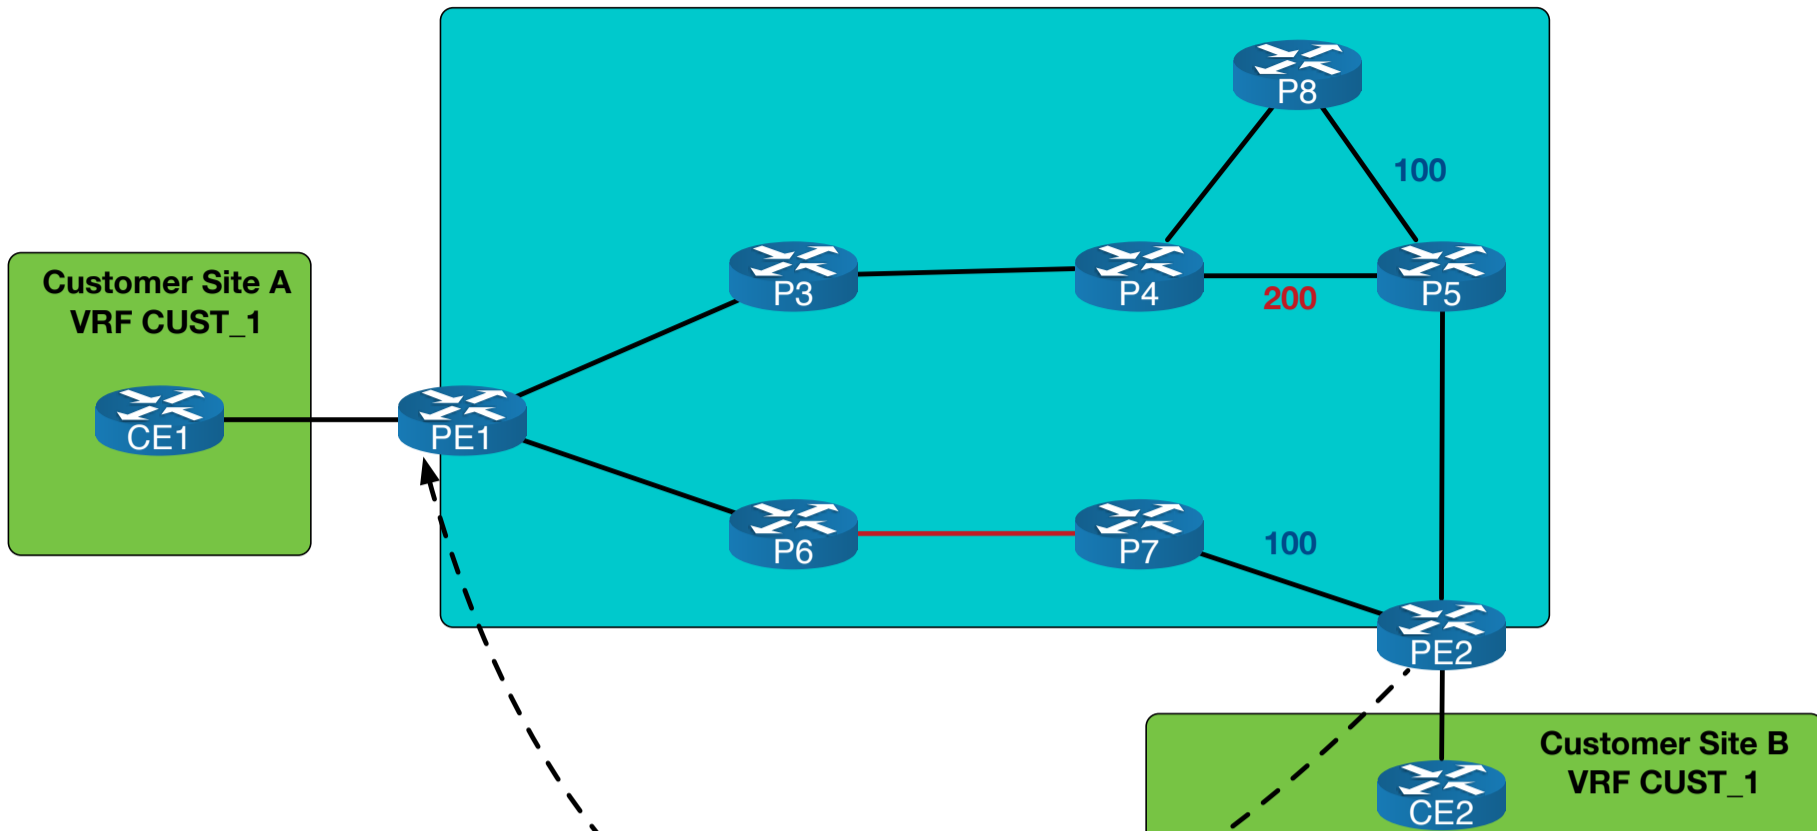 P8
100
Customer Site A
VRF CUST_1
P3
P4
P5
200
CE1
PE1
P6
P7
100
PE2
Customer Site B
VRF CUST_1
CE2